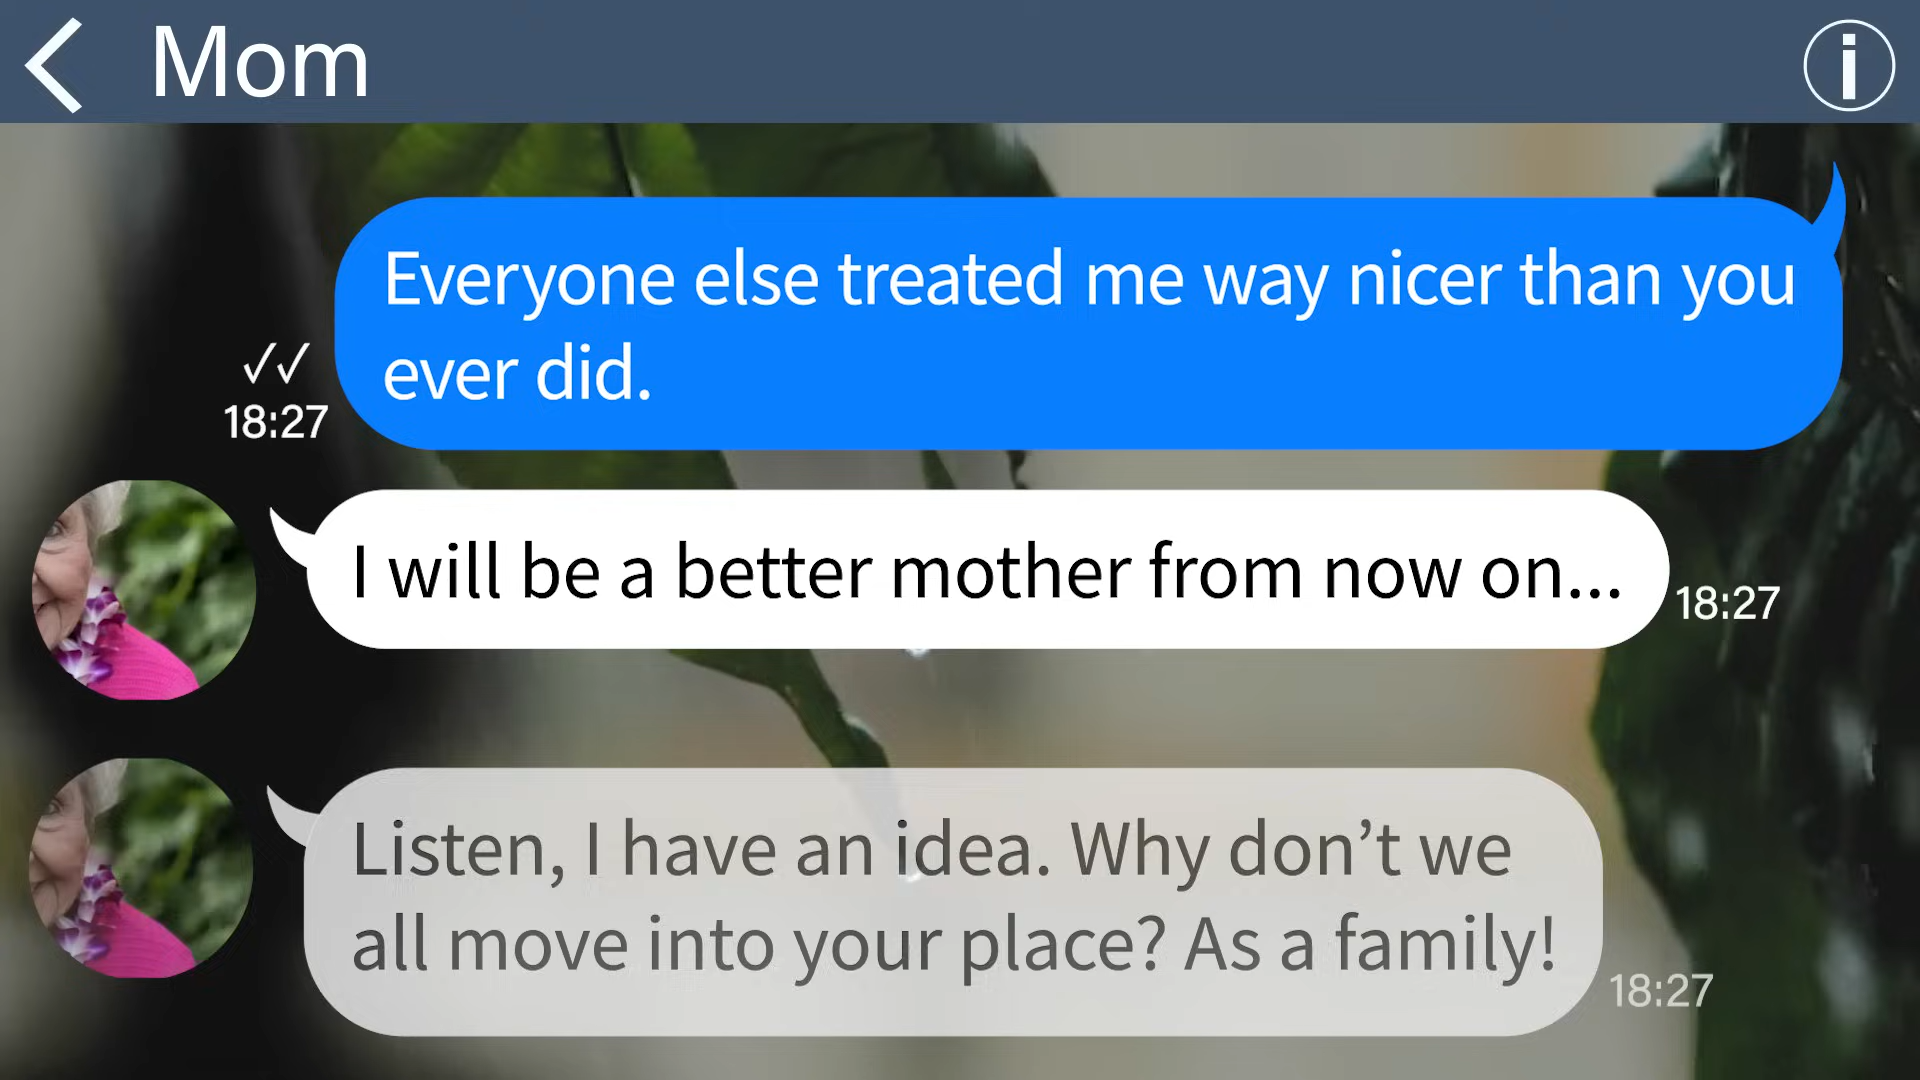 Mom
Everyone else treated me way nicer than you
ever did.
✓✓
18:27
I will be a better mother from now on...
18:27
Listen, I have an idea. Why don’t we
all move into your place? As a family!
18:27